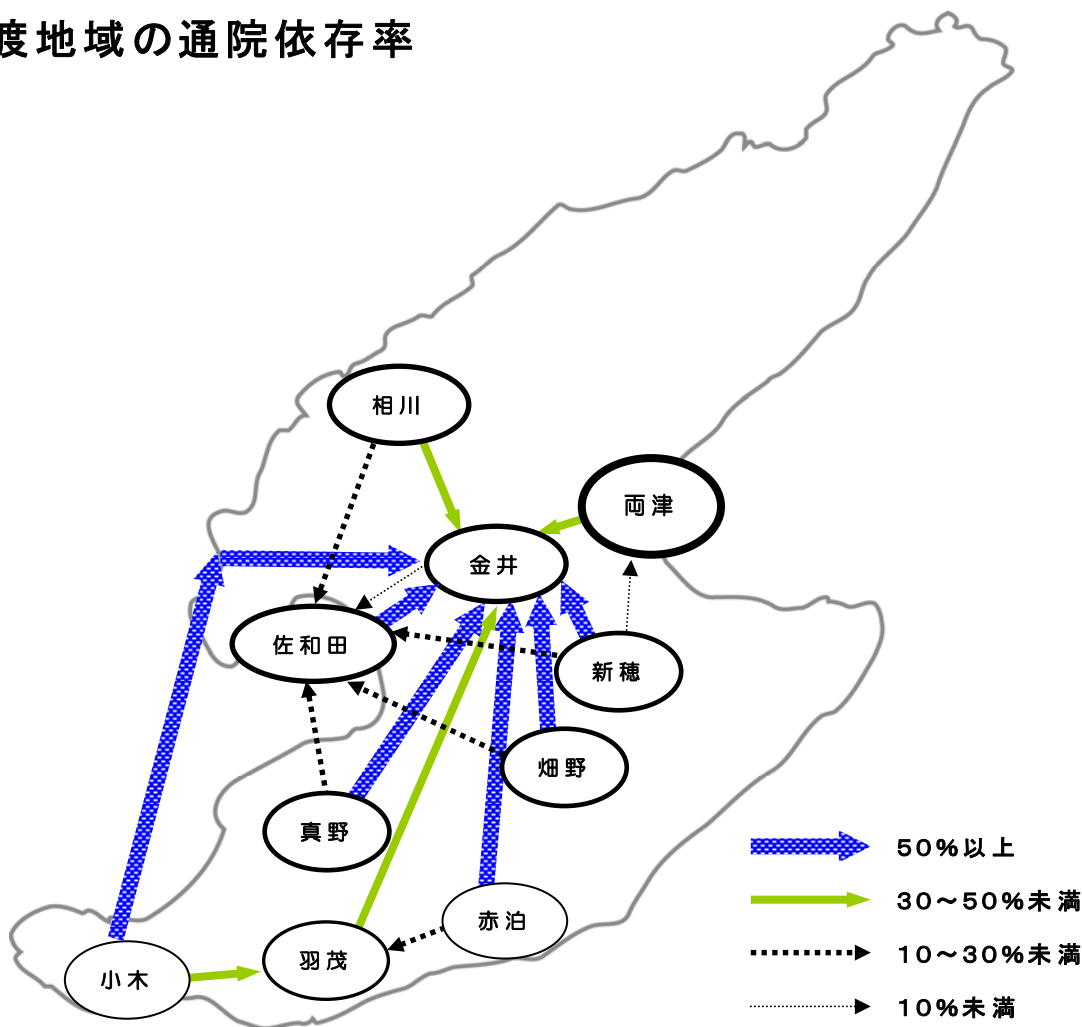 度地域の通院依存率
相川
両津
金井
佐和田
新穂
畑野
真野
赤泊
羽茂
小木
50%以上
30～50%未満
10～30%未満
10%未満